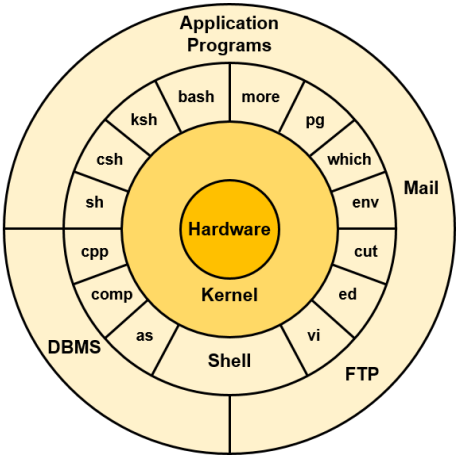 Application
Programs
bash
more
ksh
pg
csh
which
Mail
sh
env
Hardware
cpp
cut
comp
Kernel
ed
as
vi
DBMS
Shell
FTP